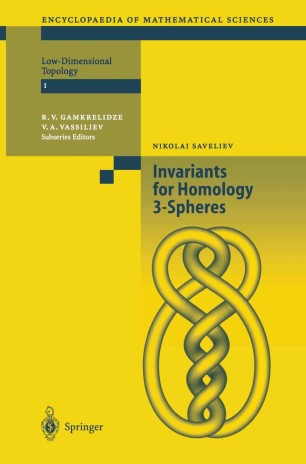 ENCYCLOPAEDIA OF MATHEMATICAL SCIENCES
Low-Dimensional
Topology
1
R. V. GAMKRELIDZE
V. A. VASSILIEV
Subseries Editors
NIKOLAI SAVELIEV
Invariants
for Homology
3-Spheres
Springer